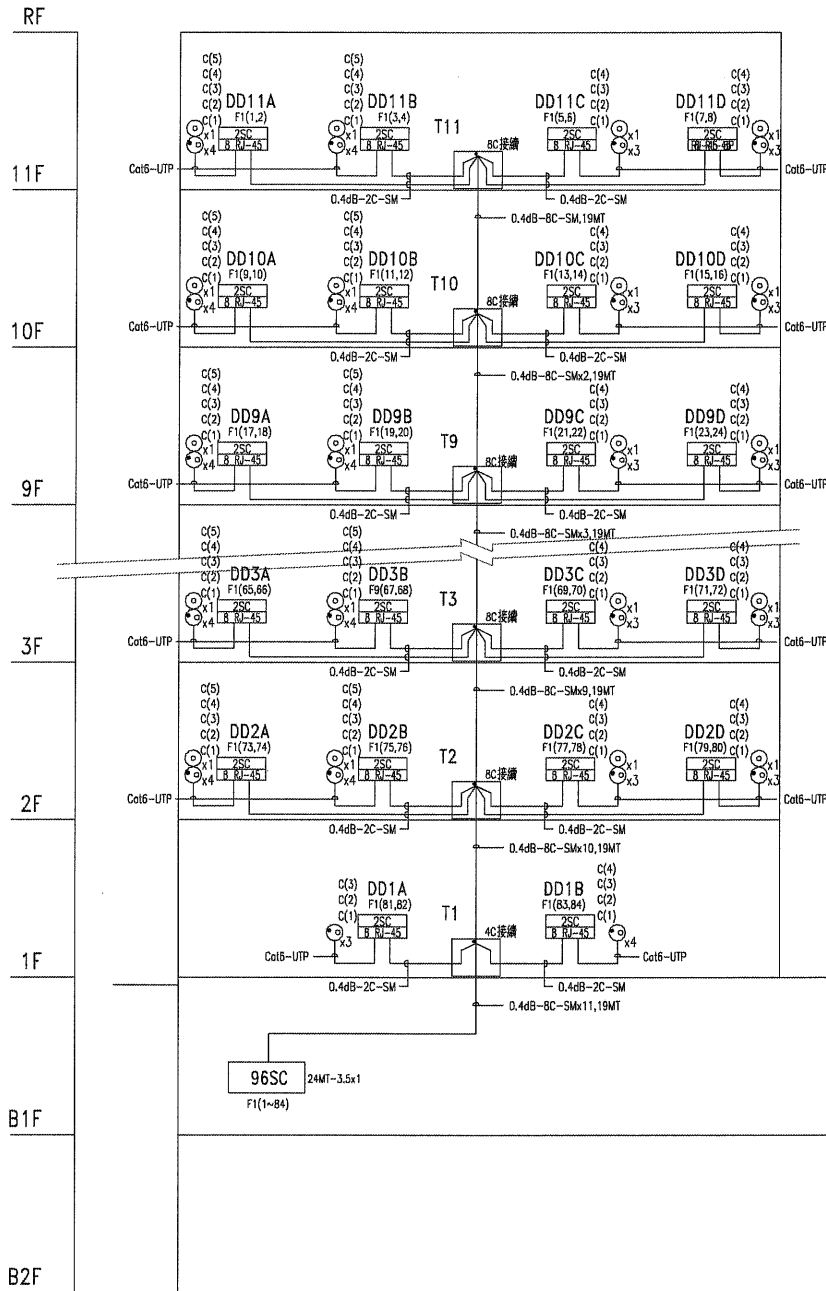 RF
C(5)
C(4)
C(3)
C(2)
C(1)
DD11A
F1(1,2)
2SC
8 RJ-45
x1
x4
C(5)
C(4)
C(3)
C(2)
C(1)
DD11B
F1(3,4)
2SC
8 RJ-45
x1
x4
T11
8C接續
DD11C
F1(5,6)
2SC
8 RJ-45
C(4)
C(3)
C(2)
C(1)
x1
x3
DD11D
F1(7,8)
2SC
C(4)
C(3)
C(2)
C(1)
x1
x3
Cat6-UTP
Cat6-UTP
11F
0.4dB-2C-SM
0.4dB-2C-SM
0.4dB-8C-SM,19MT
C(5)
C(4)
C(3)
C(2)
C(1)
DD10A
F1(9,10)
2SC
8 RJ-45
x1
x4
C(5)
C(4)
C(3)
C(2)
C(1)
DD10B
F1(11,12)
2SC
8 RJ-45
x1
x4
T10
8C接續
DD10C
F1(13,14)
2SC
8 RJ-45
C(4)
C(3)
C(2)
C(1)
x1
x3
DD10D
F1(15,16)
2SC
8 RJ-45
C(4)
C(3)
C(2)
C(1)
x1
x3
Cat6-UTP
Cat6-UTP
10F
0.4dB-2C-SM
0.4dB-2C-SM
0.4dB-8C-SMx2,19MT
C(5)
C(4)
C(3)
C(2)
C(1)
DD9A
F1(17,18)
2SC
8 RJ-45
x1
x4
C(5)
C(4)
C(3)
C(2)
C(1)
DD9B
F1(19,20)
2SC
8 RJ-45
x1
x4
T9
8C接續
DD9C
F1(21,22)
2SC
8 RJ-45
C(4)
C(3)
C(2)
C(1)
x1
x3
DD9D
F1(23,24)
2SC
8 RJ-45
C(4)
C(3)
C(2)
C(1)
x1
x3
Cat6-UTP
Cat6-UTP
9F
0.4dB-2C-SM
0.4dB-2C-SM
0.4dB-8C-SMx3,19MT
C(5)
C(4)
C(3)
C(2)
C(1)
DD3A
F1(65,66)
2SC
8 RJ-45
x1
x4
C(5)
C(4)
C(3)
C(2)
C(1)
DD3B
F9(67,68)
2SC
8 RJ-45
x1
x4
T3
8C接續
DD3C
F1(69,70)
2SC
8 RJ-45
C(4)
C(3)
C(2)
C(1)
x1
x3
DD3D
F1(71,72)
2SC
8 RJ-45
C(4)
C(3)
C(2)
C(1)
x1
x3
Cat6-UTP
Cat6-UTP
3F
0.4dB-2C-SM
0.4dB-2C-SM
0.4dB-8C-SMx9,19MT
C(5)
C(4)
C(3)
C(2)
C(1)
DD2A
F1(73,74)
2SC
8 RJ-45
x1
x4
C(5)
C(4)
C(3)
C(2)
C(1)
DD2B
F1(75,76)
2SC
8 RJ-45
x1
x4
T2
8C接續
DD2C
F1(77,78)
2SC
8 RJ-45
C(4)
C(3)
C(2)
C(1)
x1
x3
DD2D
F1(79,80)
2SC
8 RJ-45
C(4)
C(3)
C(2)
C(1)
x1
x3
Cat6-UTP
Cat6-UTP
2F
0.4dB-2C-SM
0.4dB-2C-SM
0.4dB-8C-SMx10,19MT
C(3)
C(2)
C(1)
x3
DD1A
F1(81,82)
2SC
8 RJ-45
T1
4C接續
DD1B
F1(83,84)
2SC
8 RJ-45
C(4)
C(3)
C(2)
C(1)
x4
Cat6-UTP
Cat6-UTP
1F
0.4dB-2C-SM
0.4dB-2C-SM
0.4dB-8C-SMx11,19MT
96SC
24MT-3.5x1
F1(1~84)
B1F
B2F